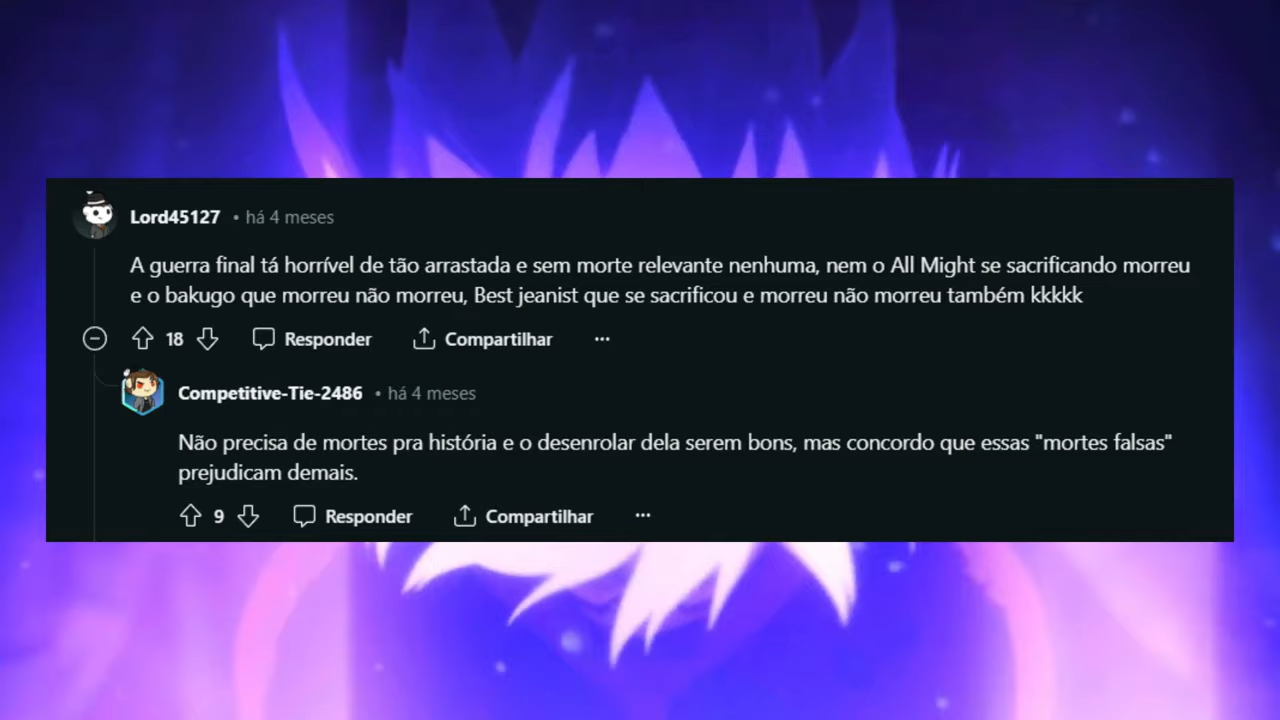 Lord45127 • há 4 meses
A guerra final tá horrível de tão arrastada e sem morte relevante nenhuma, nem o All Might se sacrificando morreu
e o bakugo que morreu não morreu, Best jeanist que se sacrificou e morreu não morreu também kkkkk
18 Responder Compartilhar ...
Competitive-Tie-2486 • há 4 meses
Não precisa de mortes pra história e o desenrolar dela serem bons, mas concordo que essas "mortes falsas"
prejudicam demais.
9 Responder Compartilhar ...